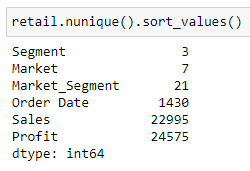 retail.nunique().sort_values()
Segment 3
Market 7
Market_Segment 21
Order Date 1430
Sales 22995
Profit 24575
dtype: int64